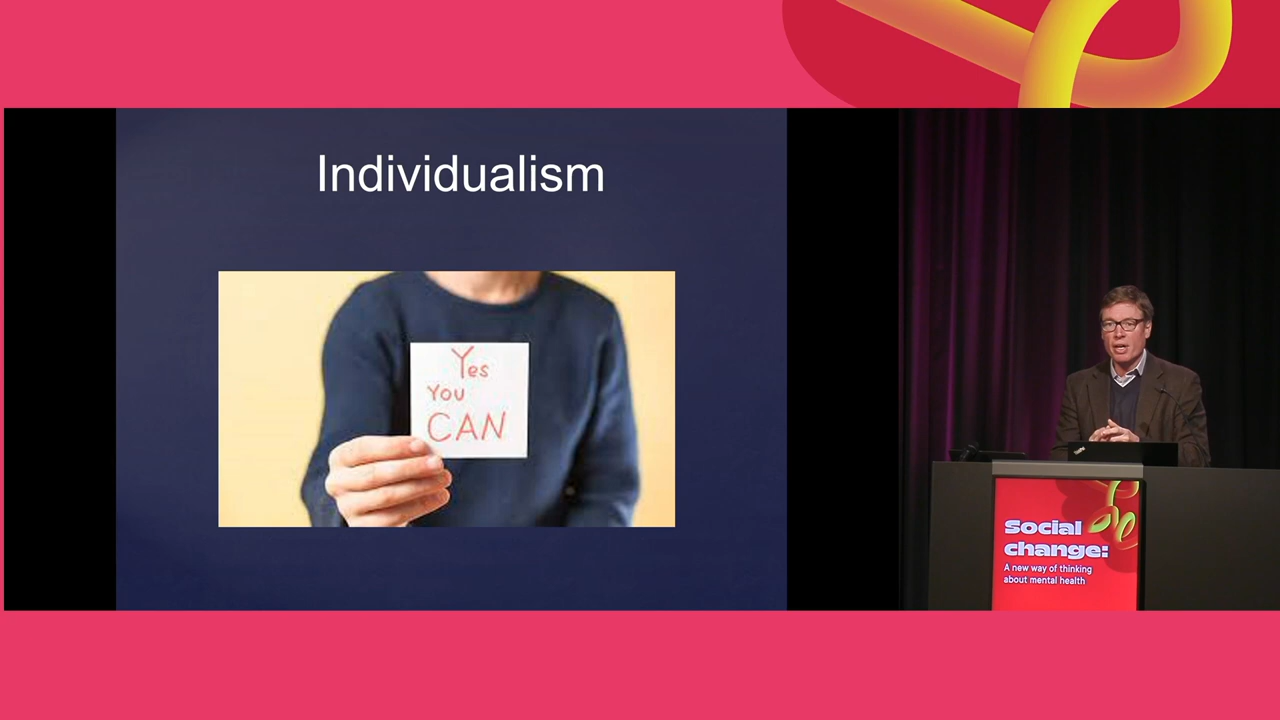 Individualism
Yes
You
CAN
Social
change:
A new way of thinking
about mental health